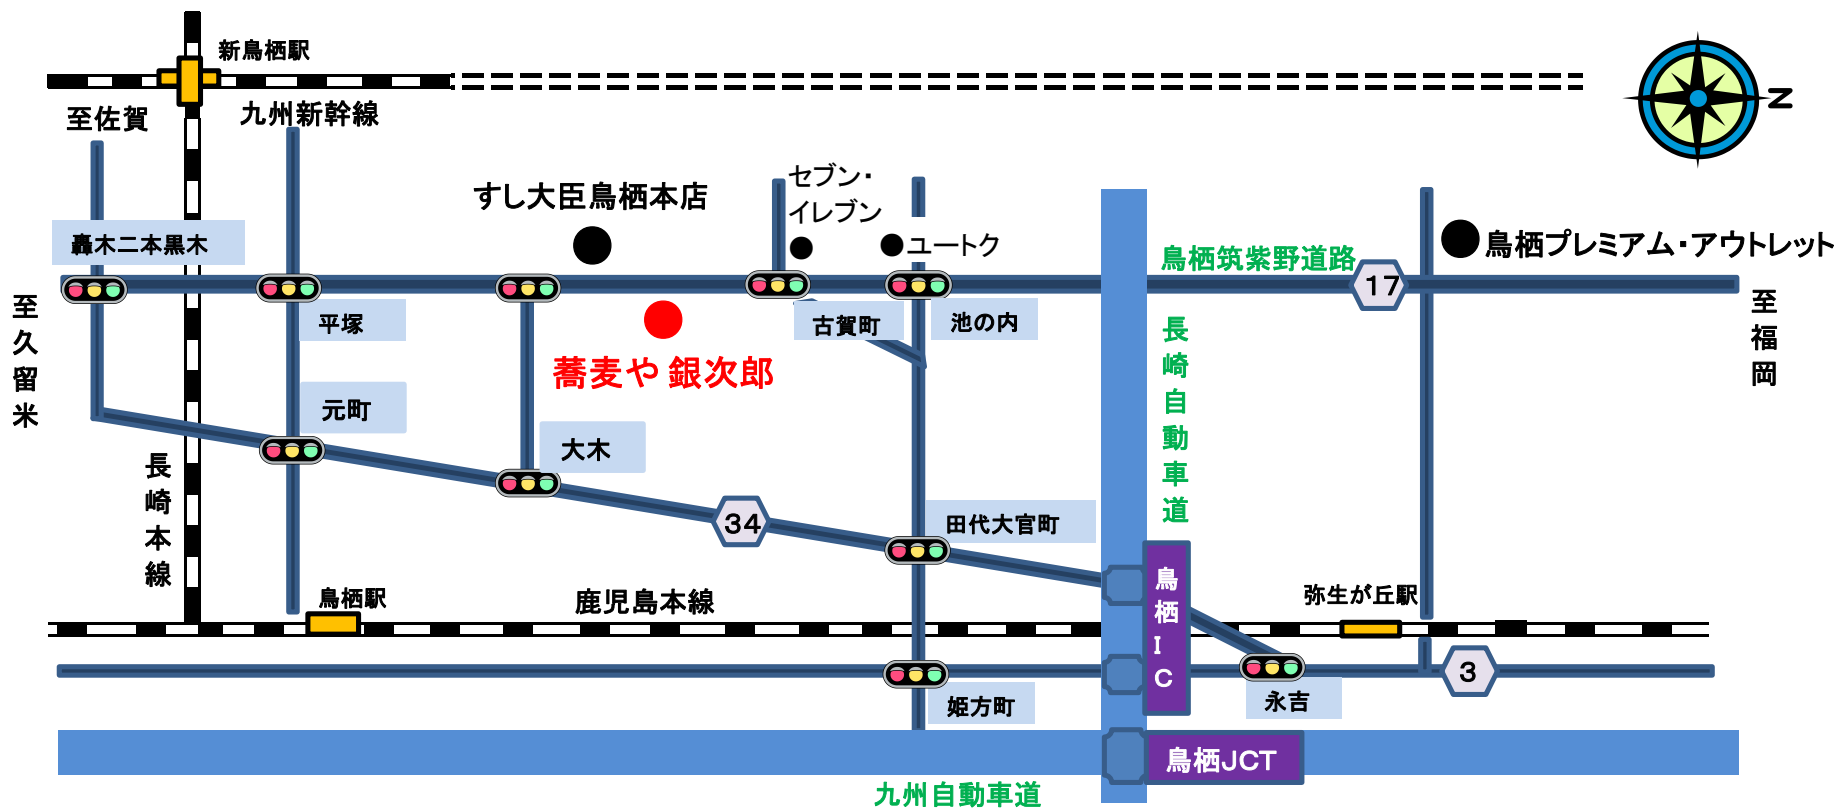 新鳥栖駅
至佐賀
九州新幹線
N
すし大臣鳥栖本店
セブン・
イレブン
ユートク
轟木二本黒木
鳥栖筑紫野道路
17
鳥栖プレミアム・アウトレット
至久留米
平塚
蕎麦や 銀次郎
古賀町
池の内
長崎自動車道
至福岡
元町
大木
長崎本線
34
田代大官町
鳥栖IC
鳥栖駅
鹿児島本線
弥生が丘駅
3
姫方町
永吉
鳥栖JCT
九州自動車道